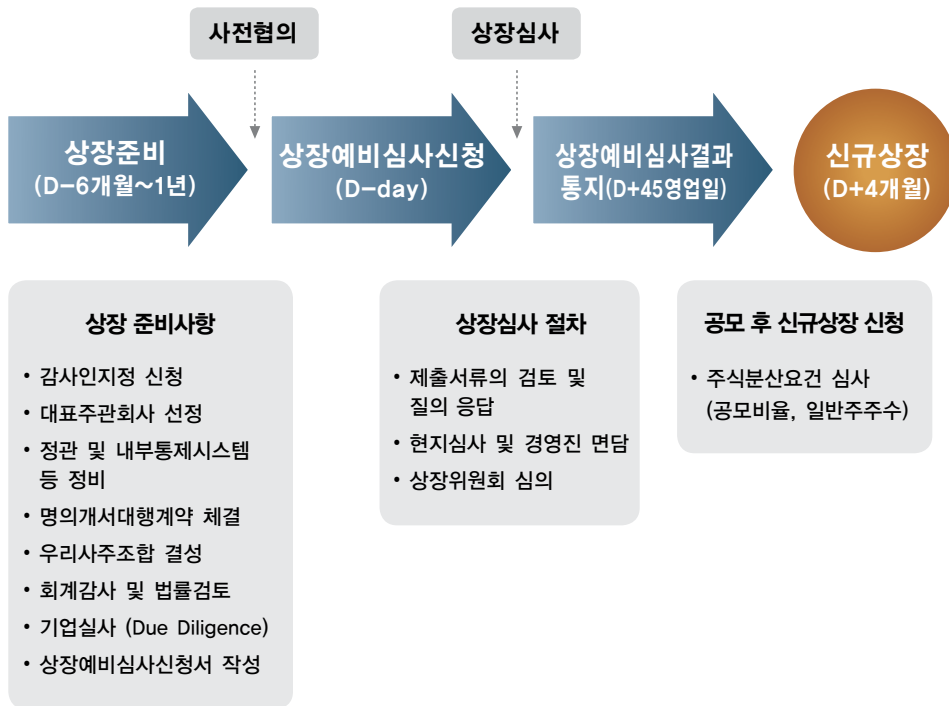 사전협의
상장심사
상장준비
(D-6개월~1년)
상장예비심사신청
(D-day)
상장예비심사결과
통지(D+45영업일)
신규상장
(D+4개월)
상장 준비사항
• 감사인지정 신청
• 대표주관회사 선정
• 정관 및 내부통제시스템
등 정비
• 명의개서대행계약 체결
• 우리사주조합 결성
• 회계감사 및 법률검토
• 기업실사 (Due Diligence)
• 상장예비심사신청서 작성
상장심사 절차
• 제출서류의 검토 및
질의 응답
• 현지심사 및 경영진 면담
• 상장위원회 심의
공모 후 신규상장 신청
• 주식분산요건 심사
(공모비율, 일반주주수)